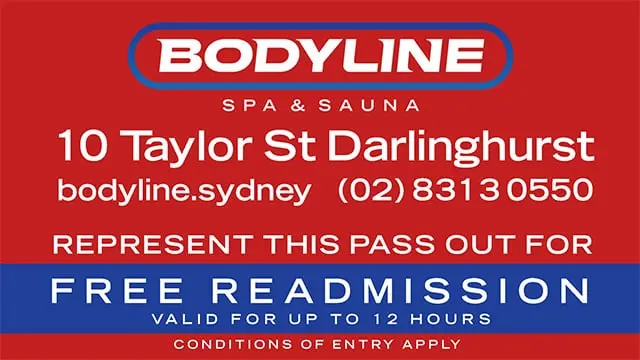 BODYLINE
SPA & SAUNA
10 Taylor St Darlinghurst
bodyline.sydney (02) 8313 0550
REPRESENT THIS PASS OUT FOR
FREE READMISSION
VALID FOR UP TO 12 HOURS
CONDITIONS OF ENTRY APPLY